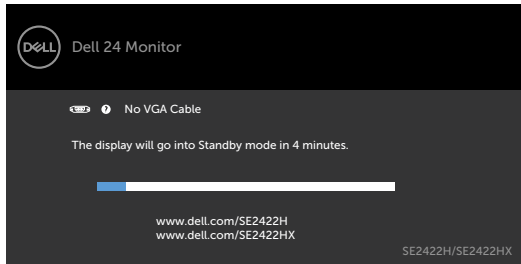 DELL Dell 24 Monitor
No VGA Cable
The display will go into Standby mode in 4 minutes.
www.dell.com/SE2422H
www.dell.com/SE2422HX
SE2422H/SE2422HX